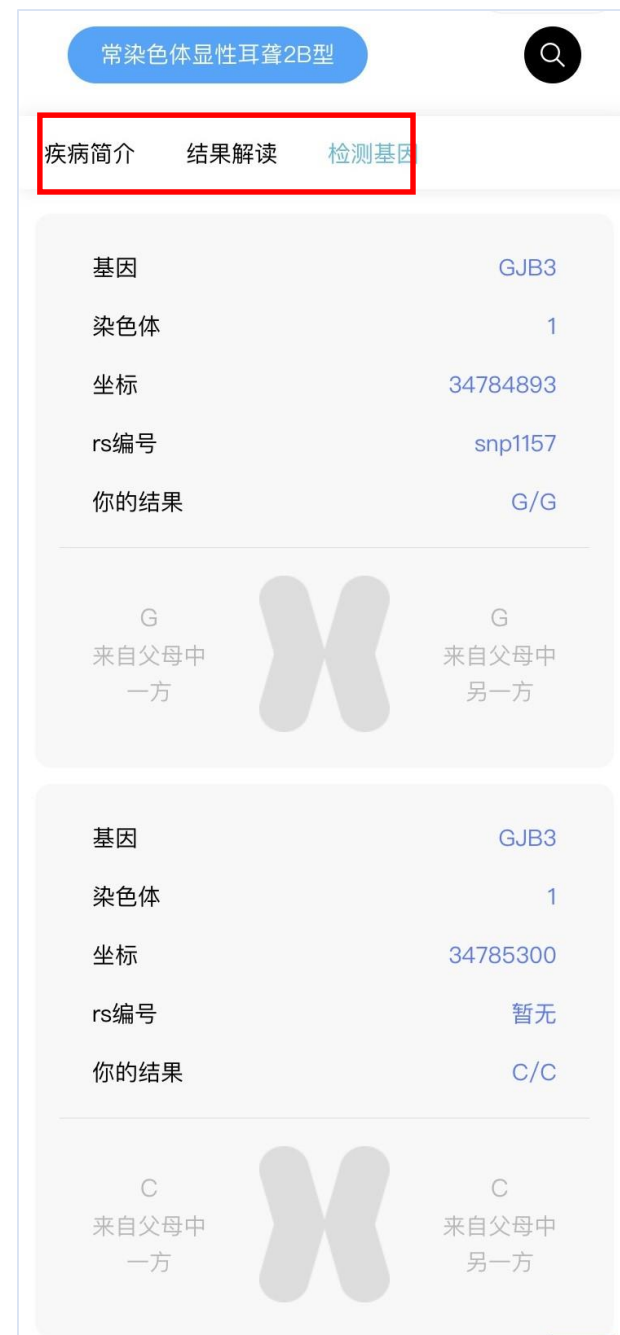 常染色体显性耳聋2B型
疾病简介 结果解读 检测基因
基因 GJB3
染色体 1
坐标 34784893
rs编号 snp1157
你的结果 G/G
G G
来自父母中 来自父母中
一方 另一方
基因 GJB3
染色体 1
坐标 34785300
rs编号 暂无
你的结果 C/C
C C
来自父母中 来自父母中
一方 另一方